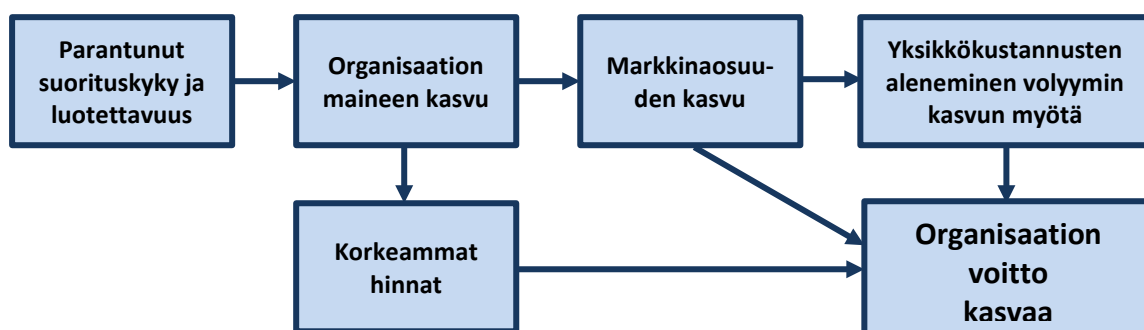 Parantunut
suorituskyky ja
luotettavuus
Organisaation
maineen kasvu
Markkinaosuu-
den kasvu
Yksikkökustannusten
aleneminen volyymin
kasvun myötä
Korkeammat
hinnat
Organisaation
voitto
kasvaa